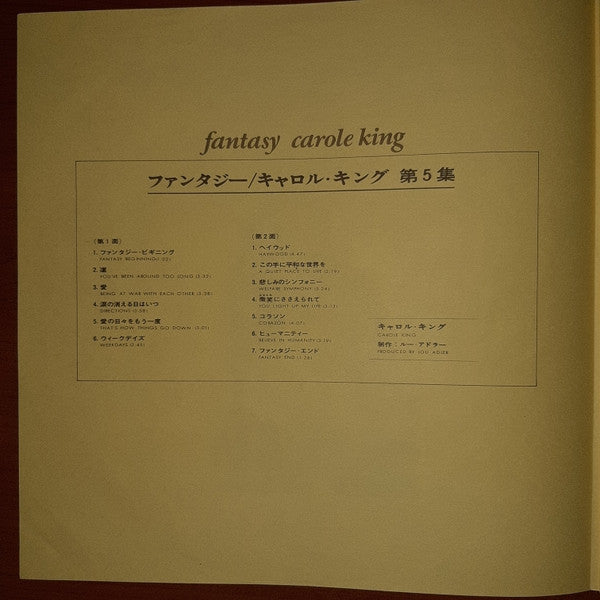 fantasy carole king
ファンタジー/キャロル・キング 第5集
(第1面)
1. ファンタジー・ビギニング
FANTASY BEGINNING
2.
YOU'VE BEEN AROUND TOO LONG
3. 愛
BEING AT WAR WITH EACH OTHER
4. 涙の消える日はいつ
DIRECTIONS
5. 愛の日々をもう一度
THAT'S HOW THINGS GO DOWN
6. ウィークデイズ
WEEKDAYS
(第2面)
1. ヘイウッド
HAYWOOD
2. この手に平和な世界を
A QUIET PLACE TO LIVE
3. 悲しみのシンフォニー
WELFARE SYMPHONY
4. 微笑にささえられて
YOU LIGHT UP MY LIFE
5. コラソン
CORAZON
6. ヒューマニティー
BELIEVE IN HUMANITY
7. ファンタジー・エンド
FANTASY END
キャロル・キング
CAROLE KING
制作:ルー・アドラー
PRODUCED BY LOU ADLER